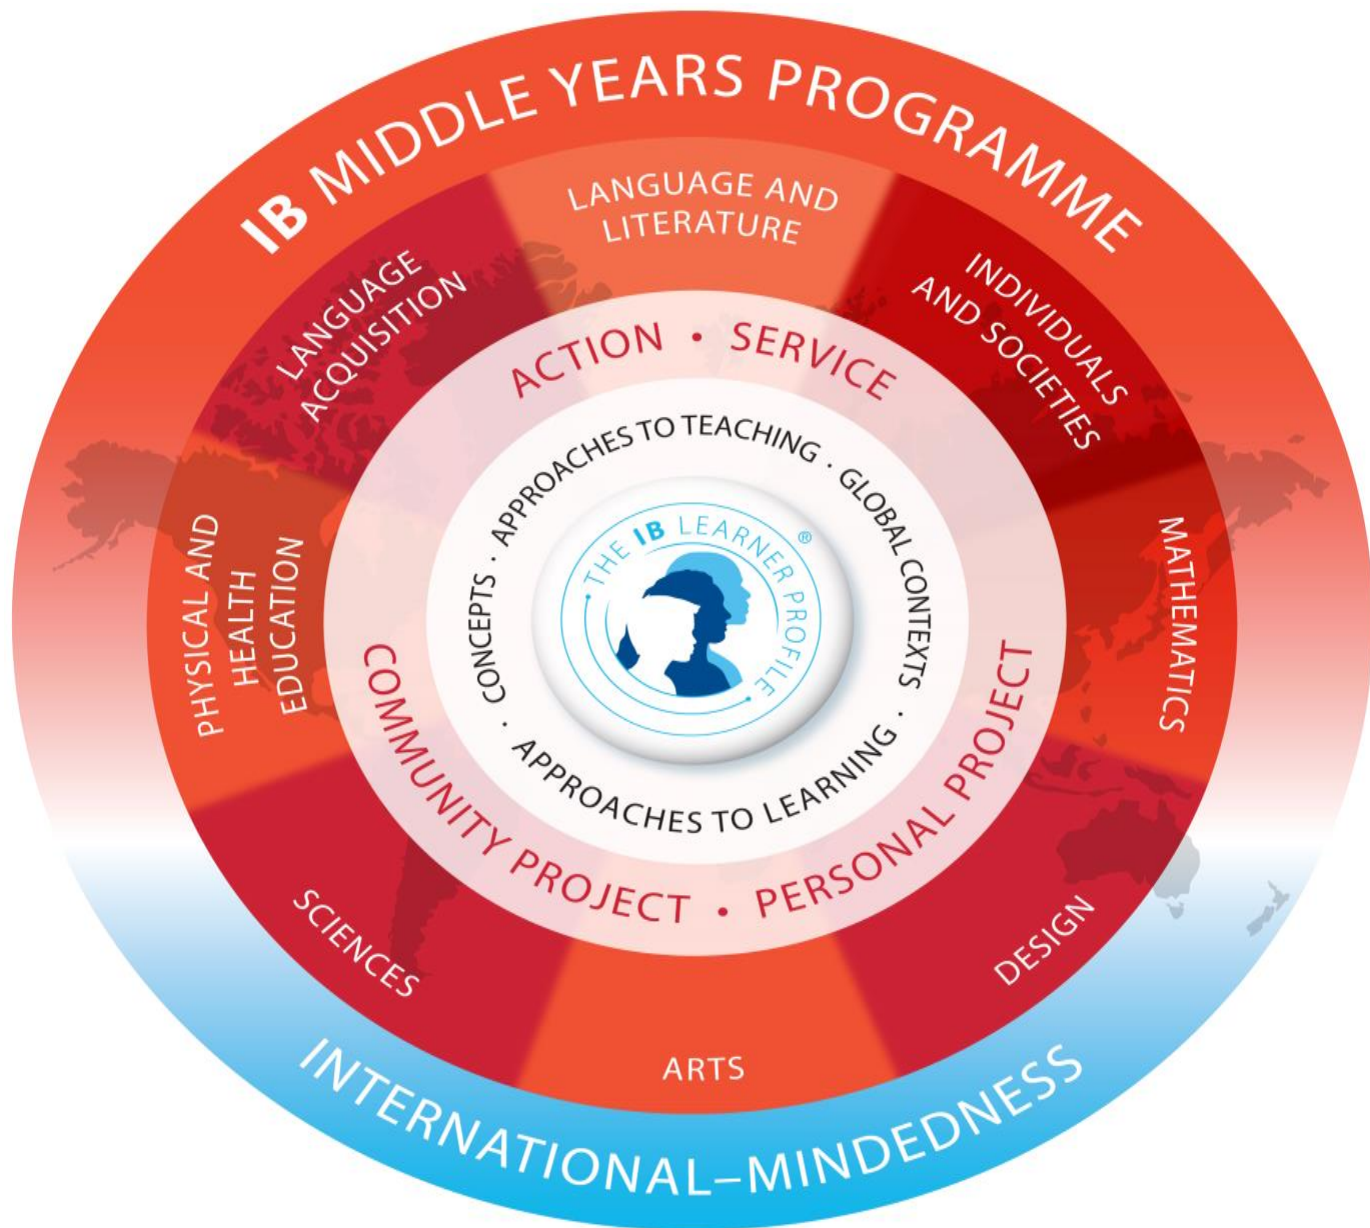 IB MIDDLE YEARS PROGRAMME
LANGUAGE AND
LITERATURE
INDIVIDUALS
AND SOCIETIES
MATHEMATICS
DESIGN
ARTS
SCIENCES
PHYSICAL AND
HEALTH
EDUCATION
LANGUAGE
ACQUISITION
ACTION • SERVICE
COMMUNITY PROJECT • PERSONAL PROJECT
CONCEPTS · APPROACHES TO TEACHING · GLOBAL CONTEXTS ·
· APPROACHES TO LEARNING
THE IB LEARNER PROFILE ®
INTERNATIONAL–MINDEDNESS